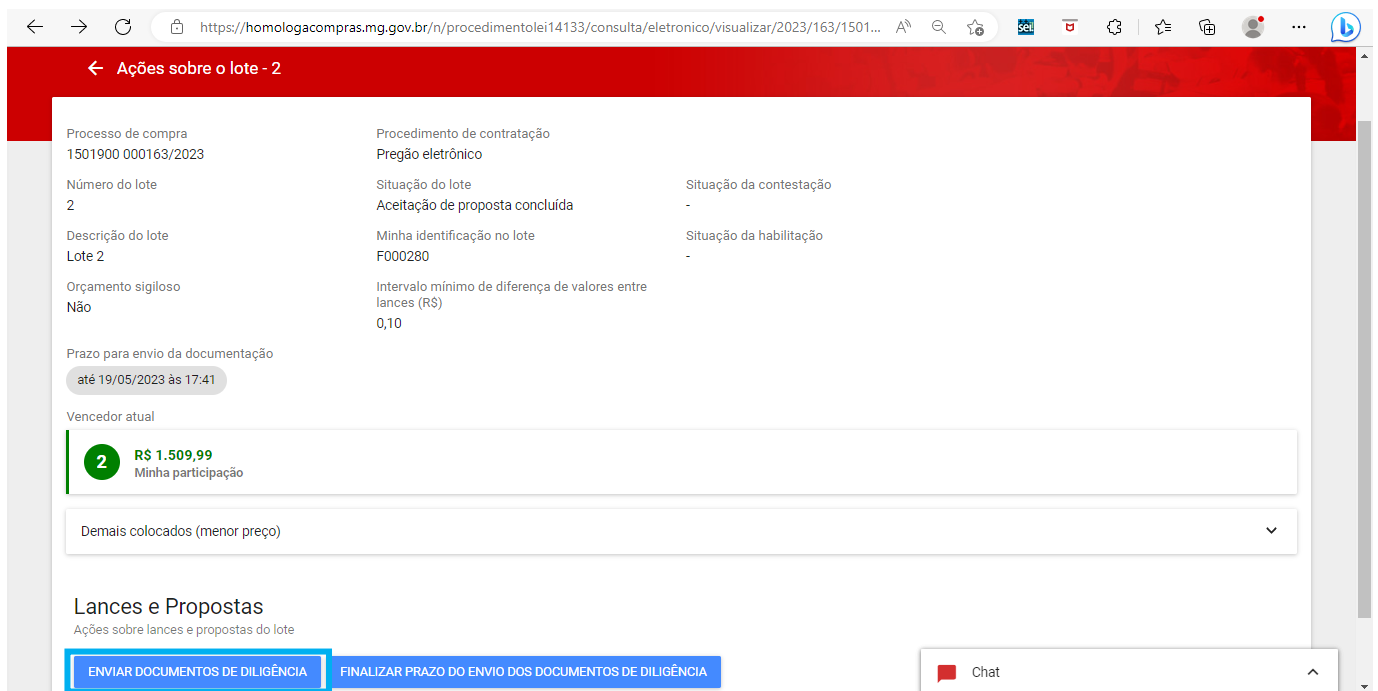 https://homologacompras.mg.gov.br/n/procedimentolei14133/consulta/eletronico/visualizar/2023/163/1501...
sei!
Ações sobre o lote - 2
Processo de compra
1501900 000163/2023
Procedimento de contratação
Pregão eletrônico
Número do lote
2
Situação do lote
Aceitação de proposta concluída
Situação da contestação
-
Descrição do lote
Lote 2
Minha identificação no lote
F000280
Situação da habilitação
-
Orçamento sigiloso
Não
Intervalo mínimo de diferença de valores entre
lances (R$)
0,10
Prazo para envio da documentação
até 19/05/2023 às 17:41
Vencedor atual
2
R$ 1.509,99
Minha participação
Demais colocados (menor preço)
Lances e Propostas
Ações sobre lances e propostas do lote
ENVIAR DOCUMENTOS DE DILIGÊNCIA
FINALIZAR PRAZO DO ENVIO DOS DOCUMENTOS DE DILIGÊNCIA
Chat